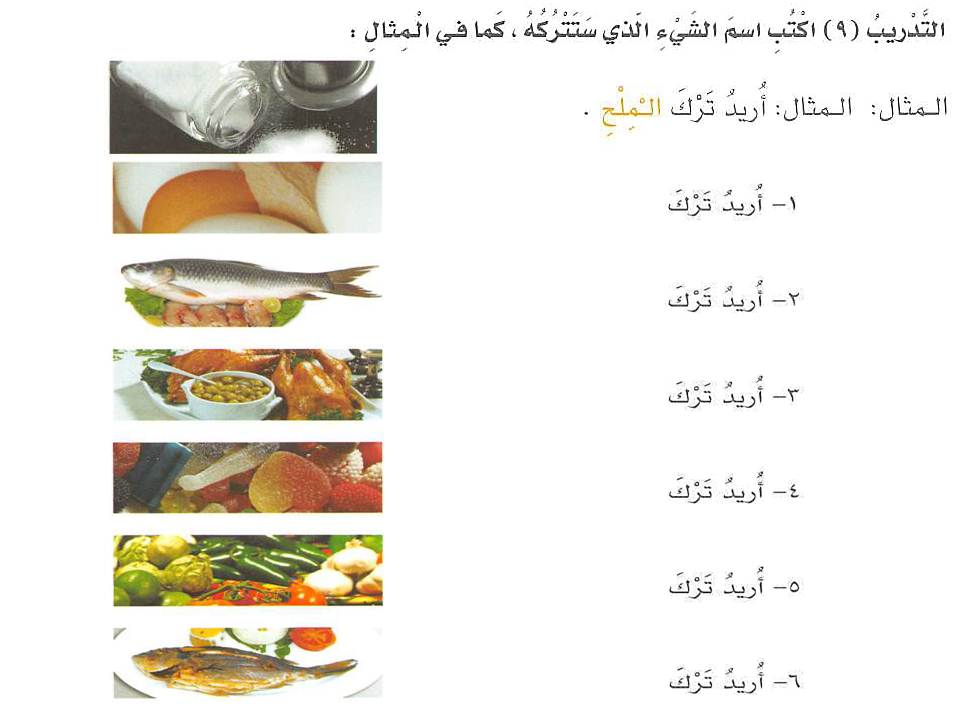 التَّدْريبُ (٩) اكْتُبِ اسمَ الشَّيْءِ الَّذي سَتَتْرُكُهُ ، كَما في الْمِثالِ :
المثال: المثال: أُريدُ تَرْكَ الْمِلْحِ .
١- أُريدُ تَرْكَ
٢- أُريدُ تَرْكَ
٣- أُريدُ تَرْكَ
٤- أُريدُ تَرْكَ
٥- أُريدُ تَرْكَ
٦- أُريدُ تَرْكَ